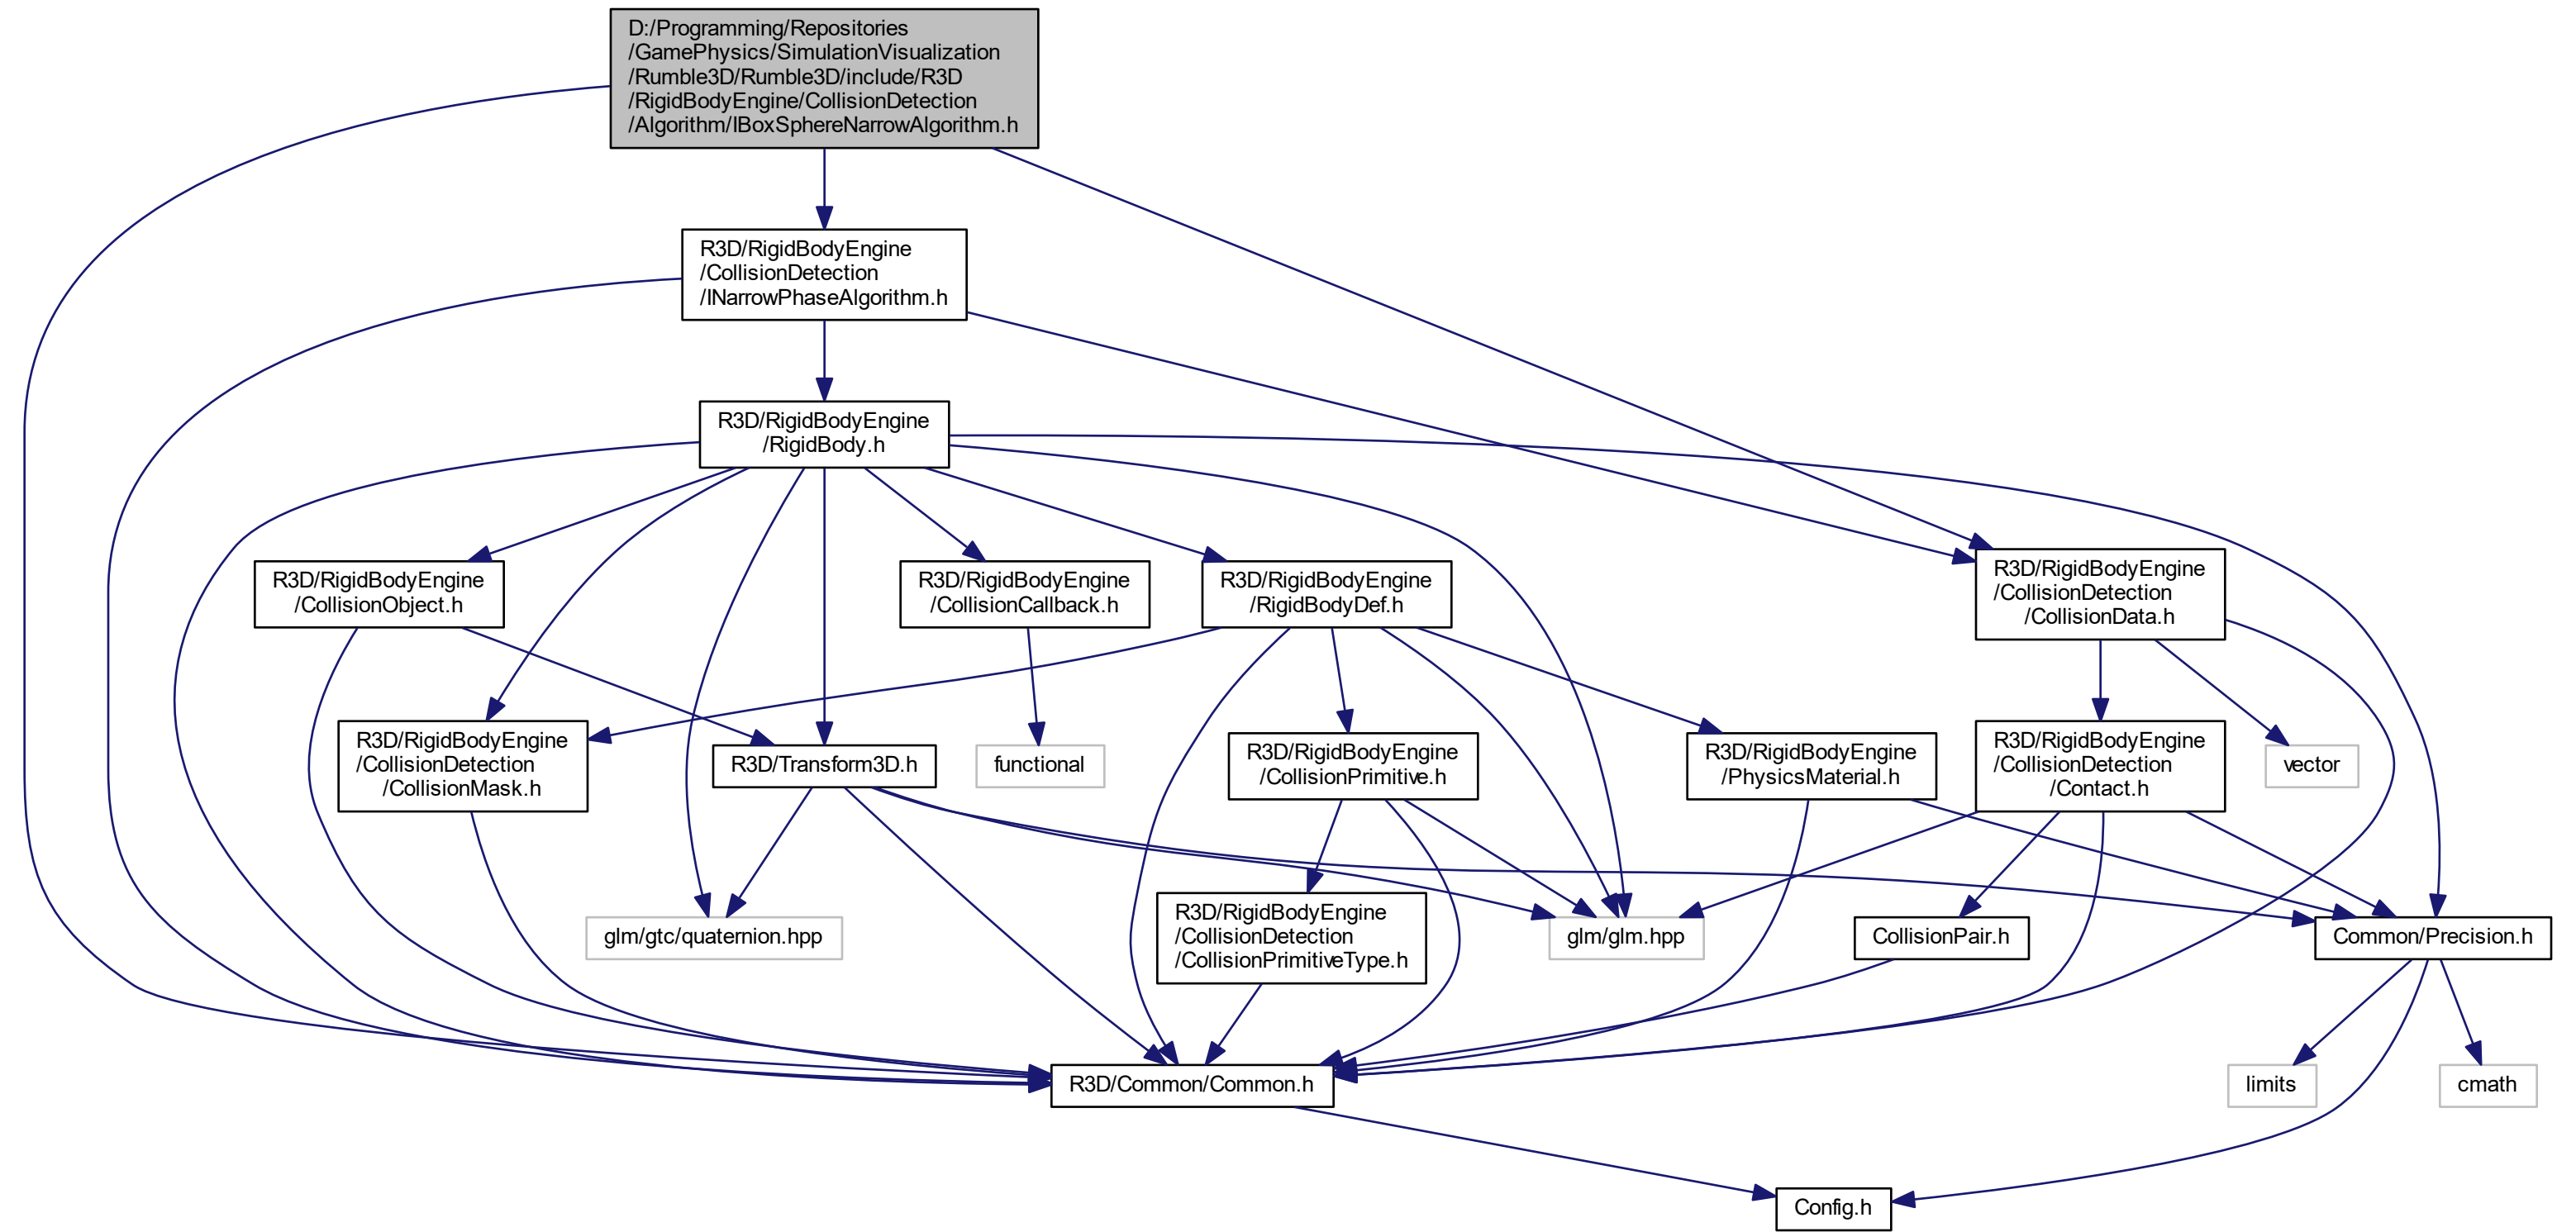 D:/Programming/Repositories
/GamePhysics/SimulationVisualization
/Rumble3D/Rumble3D/include/R3D
/RigidBodyEngine/CollisionDetection
/Algorithm/IBoxSphereNarrowAlgorithm.h
R3D/RigidBodyEngine
/CollisionDetection
/INarrowPhaseAlgorithm.h
R3D/RigidBodyEngine
/RigidBody.h
R3D/RigidBodyEngine
/CollisionObject.h
R3D/RigidBodyEngine
/CollisionCallback.h
R3D/RigidBodyEngine
/RigidBodyDef.h
R3D/RigidBodyEngine
/CollisionDetection
/CollisionData.h
R3D/RigidBodyEngine
/CollisionDetection
/CollisionMask.h
R3D/Transform3D.h
functional
R3D/RigidBodyEngine
/CollisionPrimitive.h
R3D/RigidBodyEngine
/PhysicsMaterial.h
R3D/RigidBodyEngine
/CollisionDetection
/Contact.h
vector
glm/gtc/quaternion.hpp
R3D/RigidBodyEngine
/CollisionDetection
/CollisionPrimitiveType.h
glm/glm.hpp
CollisionPair.h
Common/Precision.h
R3D/Common/Common.h
limits
cmath
Config.h